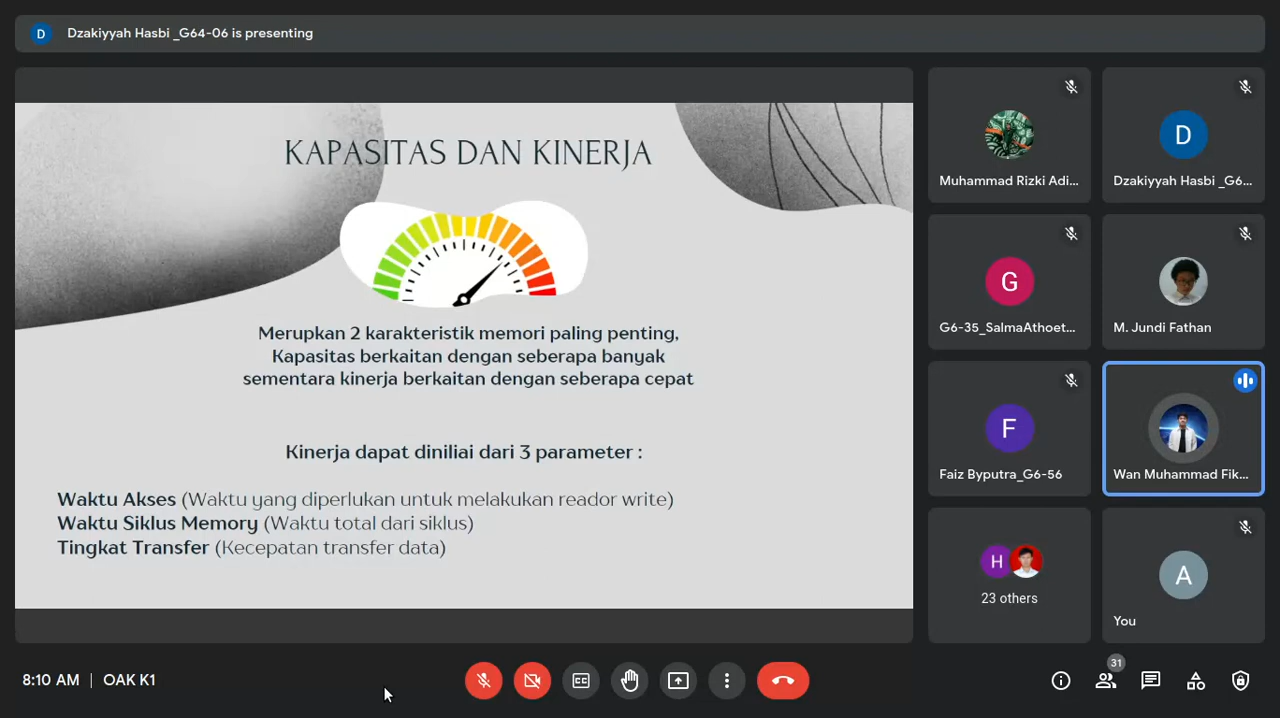 D
Dzakiyyah Hasbi _G64-06 is presenting
KAPASITAS DAN KINERJA
Merupkan 2 karakteristik memori paling penting,
Kapasitas berkaitan dengan seberapa banyak
sementara kinerja berkaitan dengan seberapa cepat
Kinerja dapat diniliai dari 3 parameter :
Waktu Akses (Waktu yang diperlukan untuk melakukan reador write)
Waktu Siklus Memory (Waktu total dari siklus)
Tingkat Transfer (Kecepatan transfer data)
Muhammad Rizki Adi...
D
Dzakiyyah Hasbi _G6...
G
G6-35_SalmaAthoet...
M. Jundi Fathan
F
Faiz Byputra_G6-56
Wan Muhammad Fik...
H
23 others
A
You
8:10 AM | OAK K1
CC
31